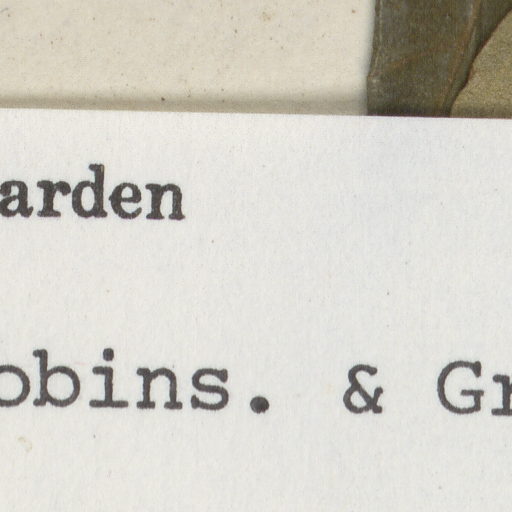 arden
obins. & Gr